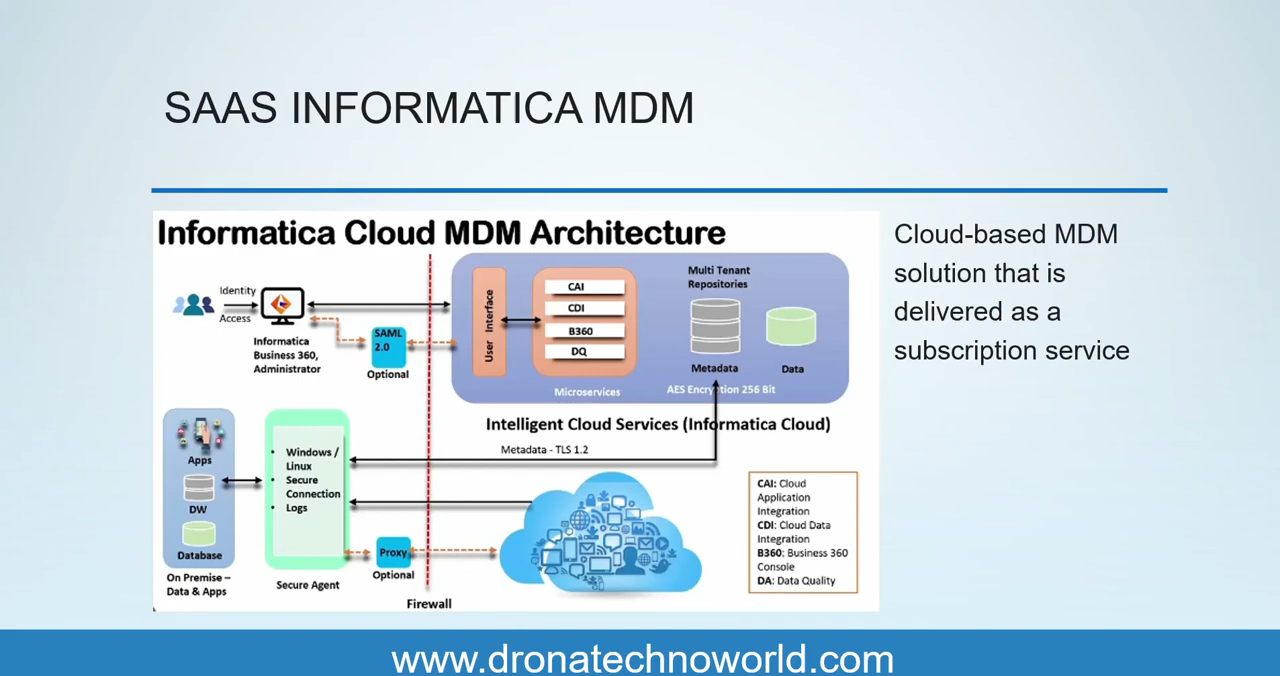 SAAS INFORMATICA MDM
Informatica Cloud MDM Architecture
Identity
Access
Informatica
Business 360,
Administrator
SAML
2.0
Optional
User Interface
CAI
CDI
B360
DQ
Microservices
Multi Tenant
Repositories
Metadata
Data
AES Encryption 256 Bit
Intelligent Cloud Services (Informatica Cloud)
Metadata - TLS 1.2
Apps
DW
Database
On Premise –
Data & Apps
• Windows /
Linux
• Secure
Connection
• Logs
Secure Agent
Proxy
Optional
Firewall
CAI: Cloud
Application
Integration
CDI: Cloud Data
Integration
B360: Business 360
Console
DA: Data Quality
Cloud-based MDM
solution that is
delivered as a
subscription service
www.dronatechnoworld.com